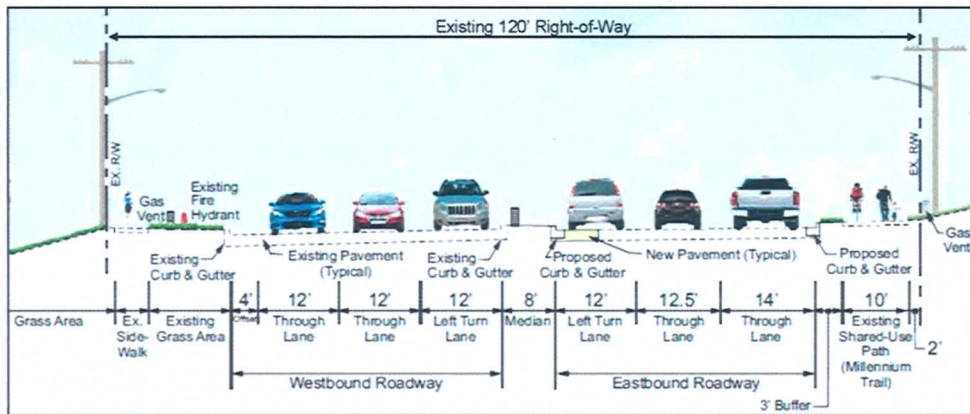 Existing 120' Right-of-Way
EX. R/W
EX. R/W
Gas
Vent
Existing
Fire
Hydrant
Gas
Vent
Existing
Curb & Gutter
Existing Pavement
(Typical)
Existing
Curb & Gutter
Proposed
Curb & Gutter
New Pavement (Typical)
Proposed
Curb & Gutter
4'
12'
12'
12'
8'
12'
12.5'
14'
10'
Grass Area
Ex.
Side-
Walk
Existing
Grass Area
Offset
Through
Lane
Through
Lane
Left Turn
Lane
Median
Left Turn
Lane
Through
Lane
Through
Lane
Existing
Shared-Use
Path
(Millennium
Trail)
2'
Westbound Roadway
Eastbound Roadway
3' Buffer